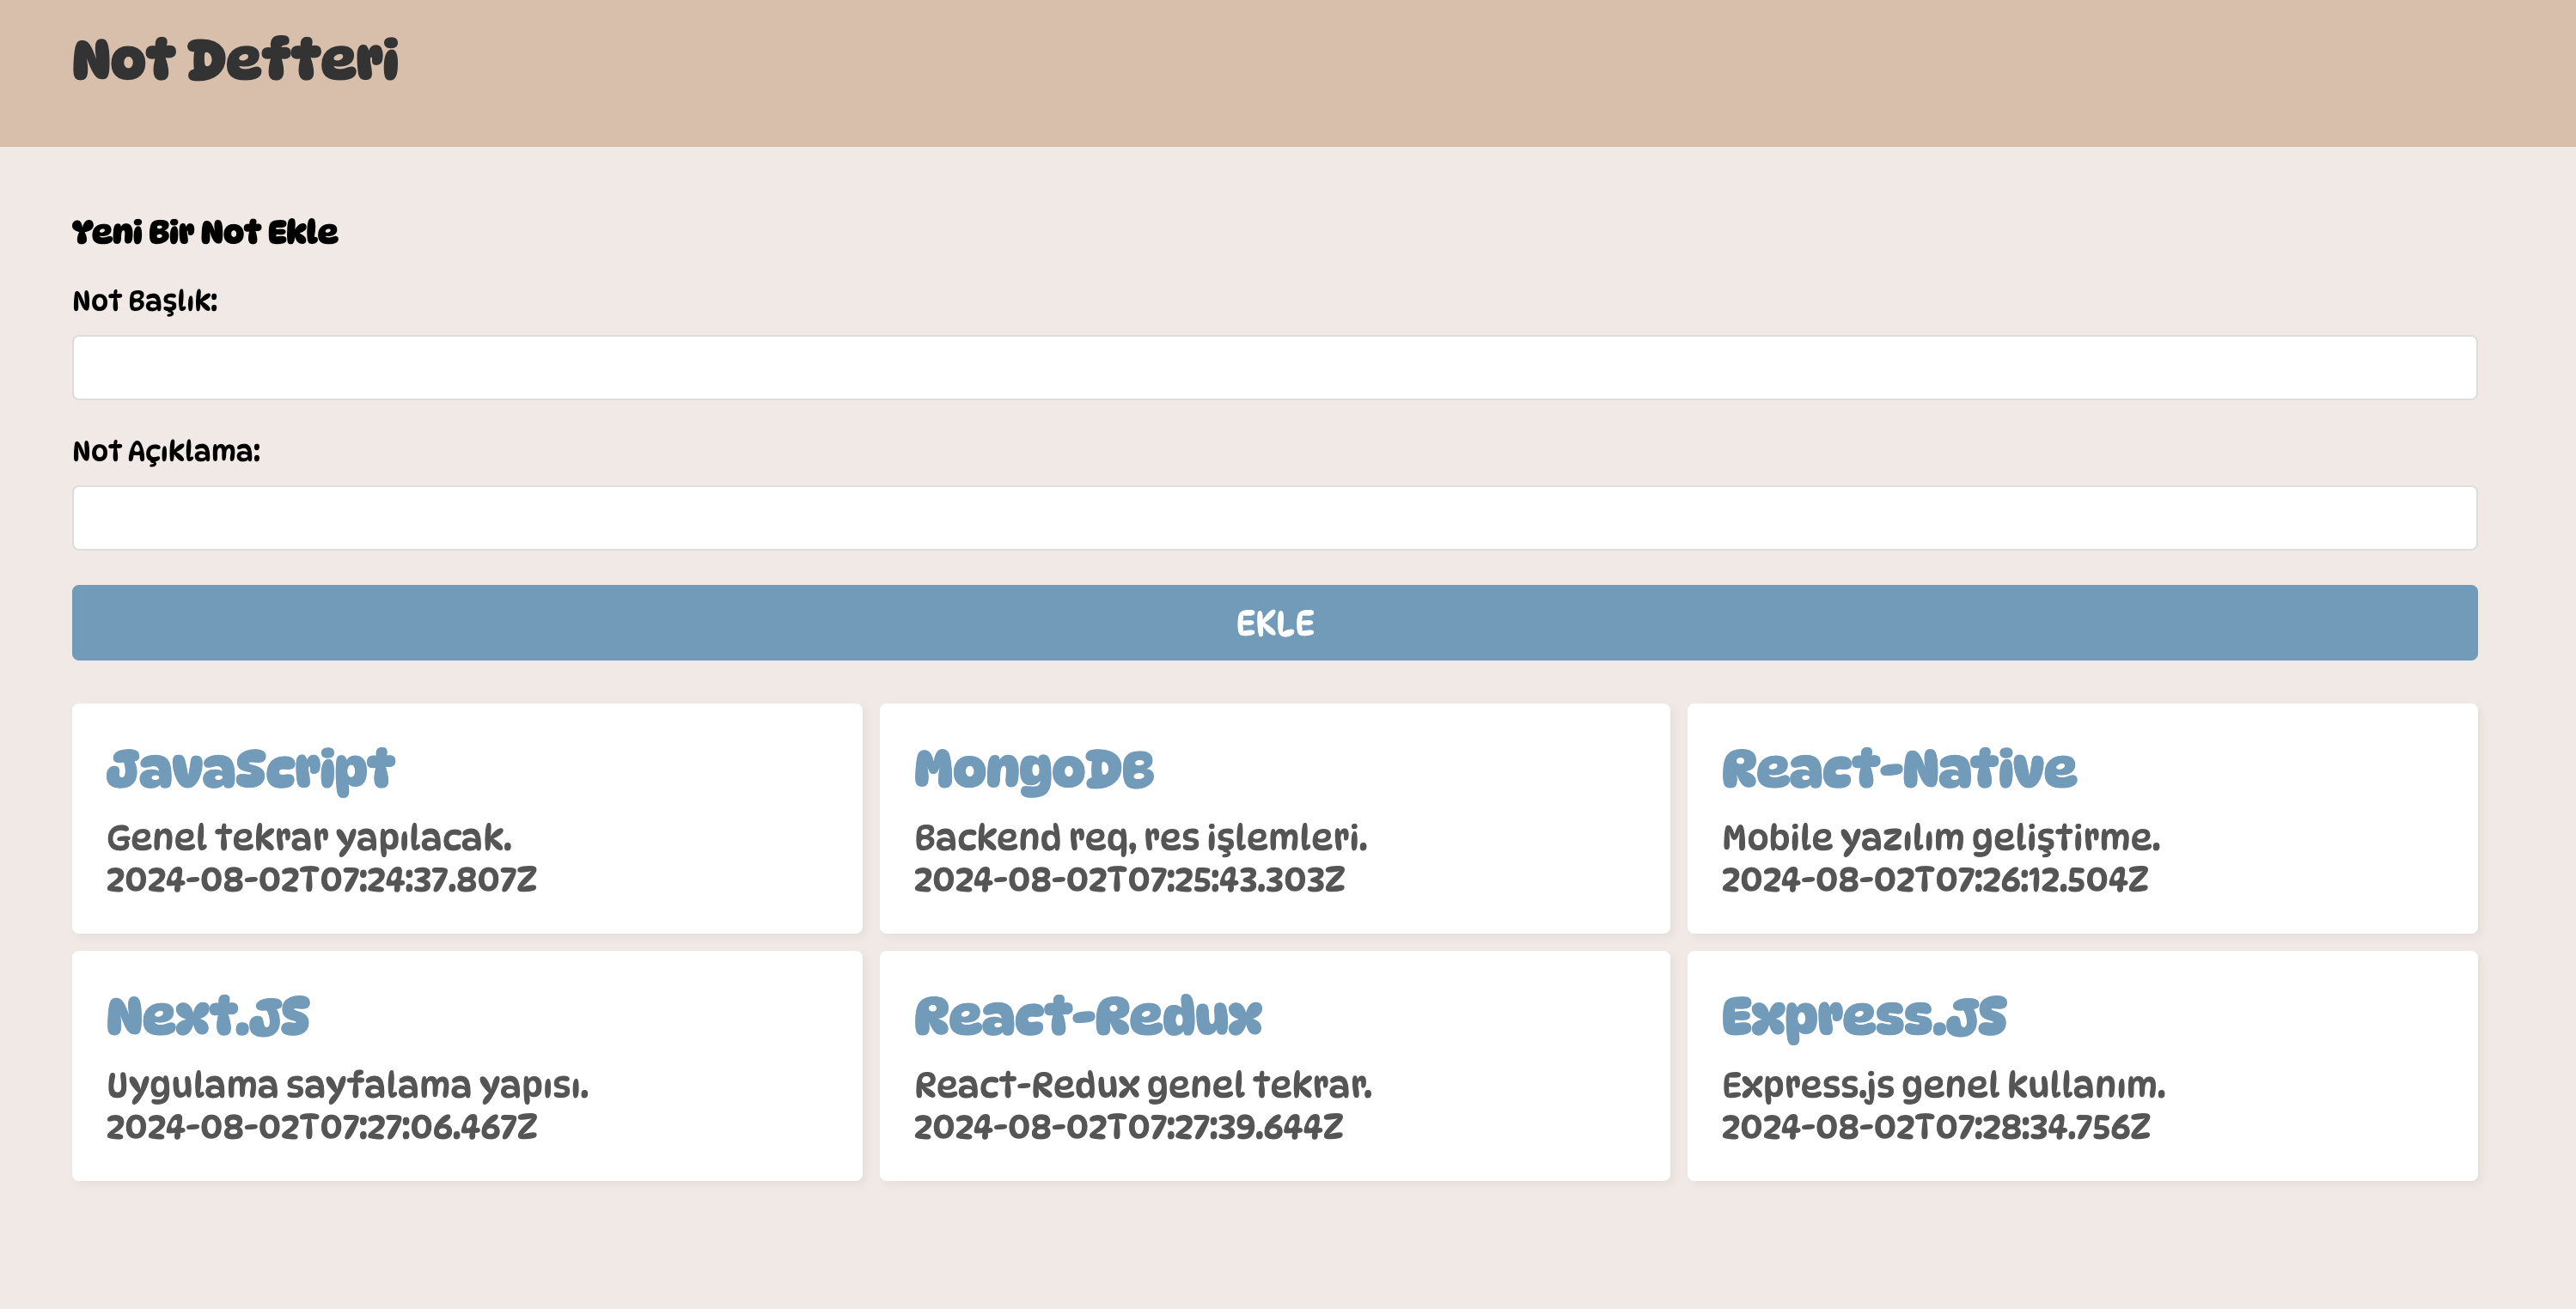 Not Defteri
Yeni Bir Not Ekle
Not Başlık:
Not Açıklama:
EKLE
JavaScript
Genel tekrar yapılacak.
2024-08-02T07:24:37.807Z
MongoDB
Backend req, res işlemleri.
2024-08-02T07:25:43.303Z
React-Native
Mobile yazılım geliştirme.
2024-08-02T07:26:12.504Z
Next.JS
Uygulama sayfalama yapısı.
2024-08-02T07:27:06.467Z
React-Redux
React-Redux genel tekrar.
2024-08-02T07:27:39.644Z
Express.JS
Express.js genel kullanım.
2024-08-02T07:28:34.756Z